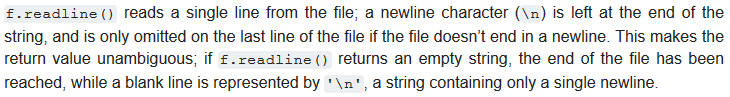 f.readline() reads a single line from the file; a newline character (\n) is left at the end of the
string, and is only omitted on the last line of the file if the file doesn’t end in a newline. This makes the
return value unambiguous; if f.readline() returns an empty string, the end of the file has been
reached, while a blank line is represented by '\n', a string containing only a single newline.